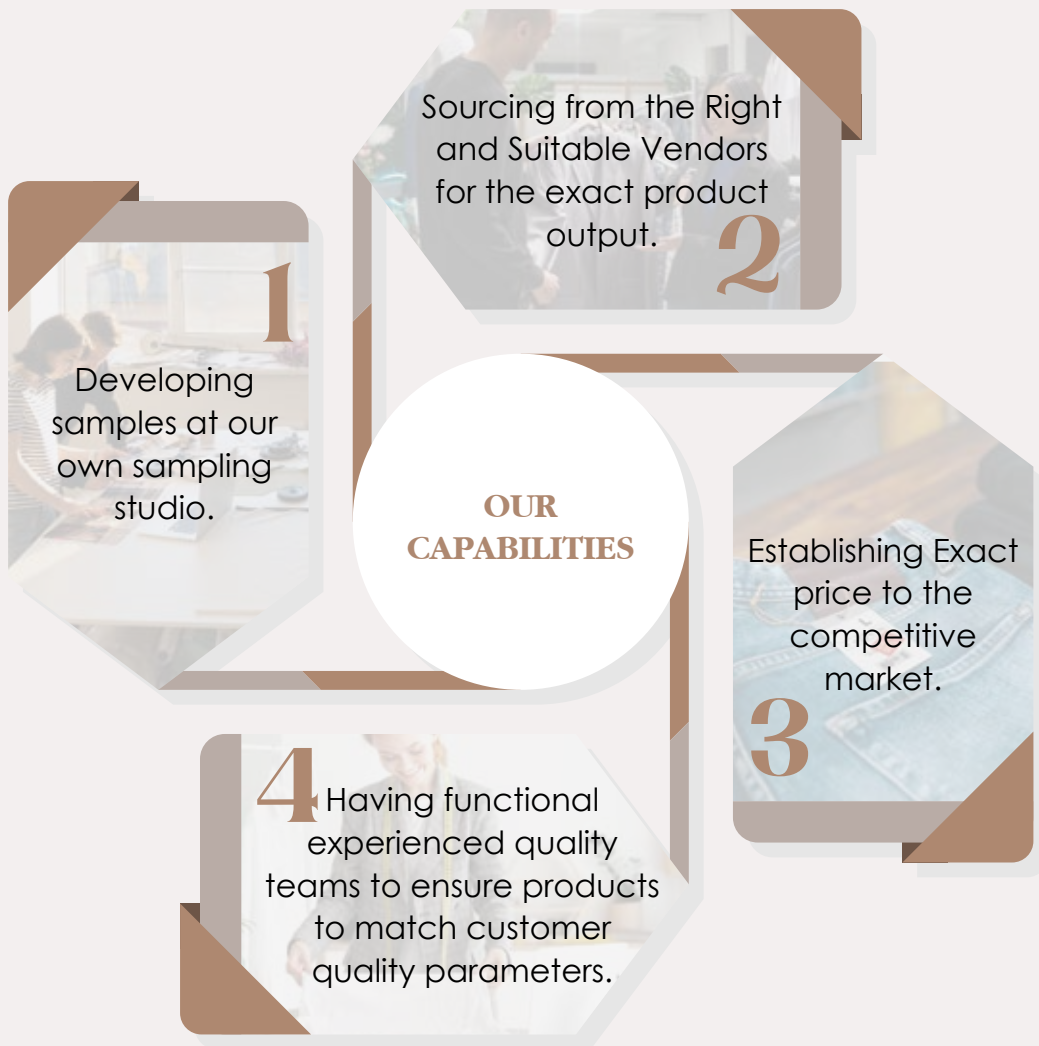 OUR
CAPABILITIES
1
Developing
samples at our
own sampling
studio.
2
Sourcing from the Right
and Suitable Vendors
for the exact product
output.
3
Establishing Exact
price to the
competitive
market.
4
Having functional
experienced quality
teams to ensure products
to match customer
quality parameters.